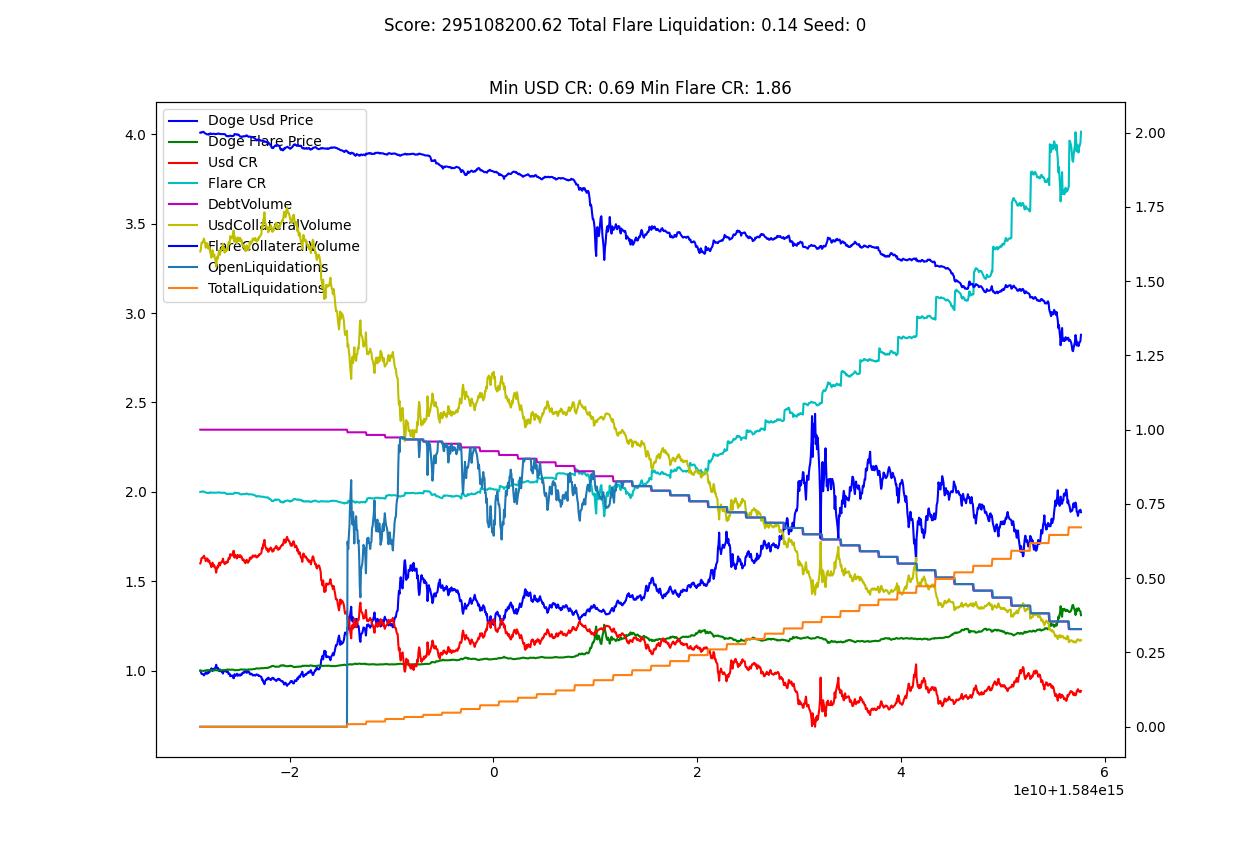 Score: 295108200.62 Total Flare Liquidation: 0.14 Seed: 0
Min USD CR: 0.69 Min Flare CR: 1.86
Doge Usd Price
Doge Flare Price
Usd CR
Flare CR
DebtVolume
UsdCollateralVolume
FlareCollateralVolume
OpenLiquidations
TotalLiquidations
4.0
3.5
3.0
2.5
2.0
1.5
1.0
2.00
1.75
1.50
1.25
1.00
0.75
0.50
0.25
0.00
−2
0
2
4
6
1e10+1.584e15